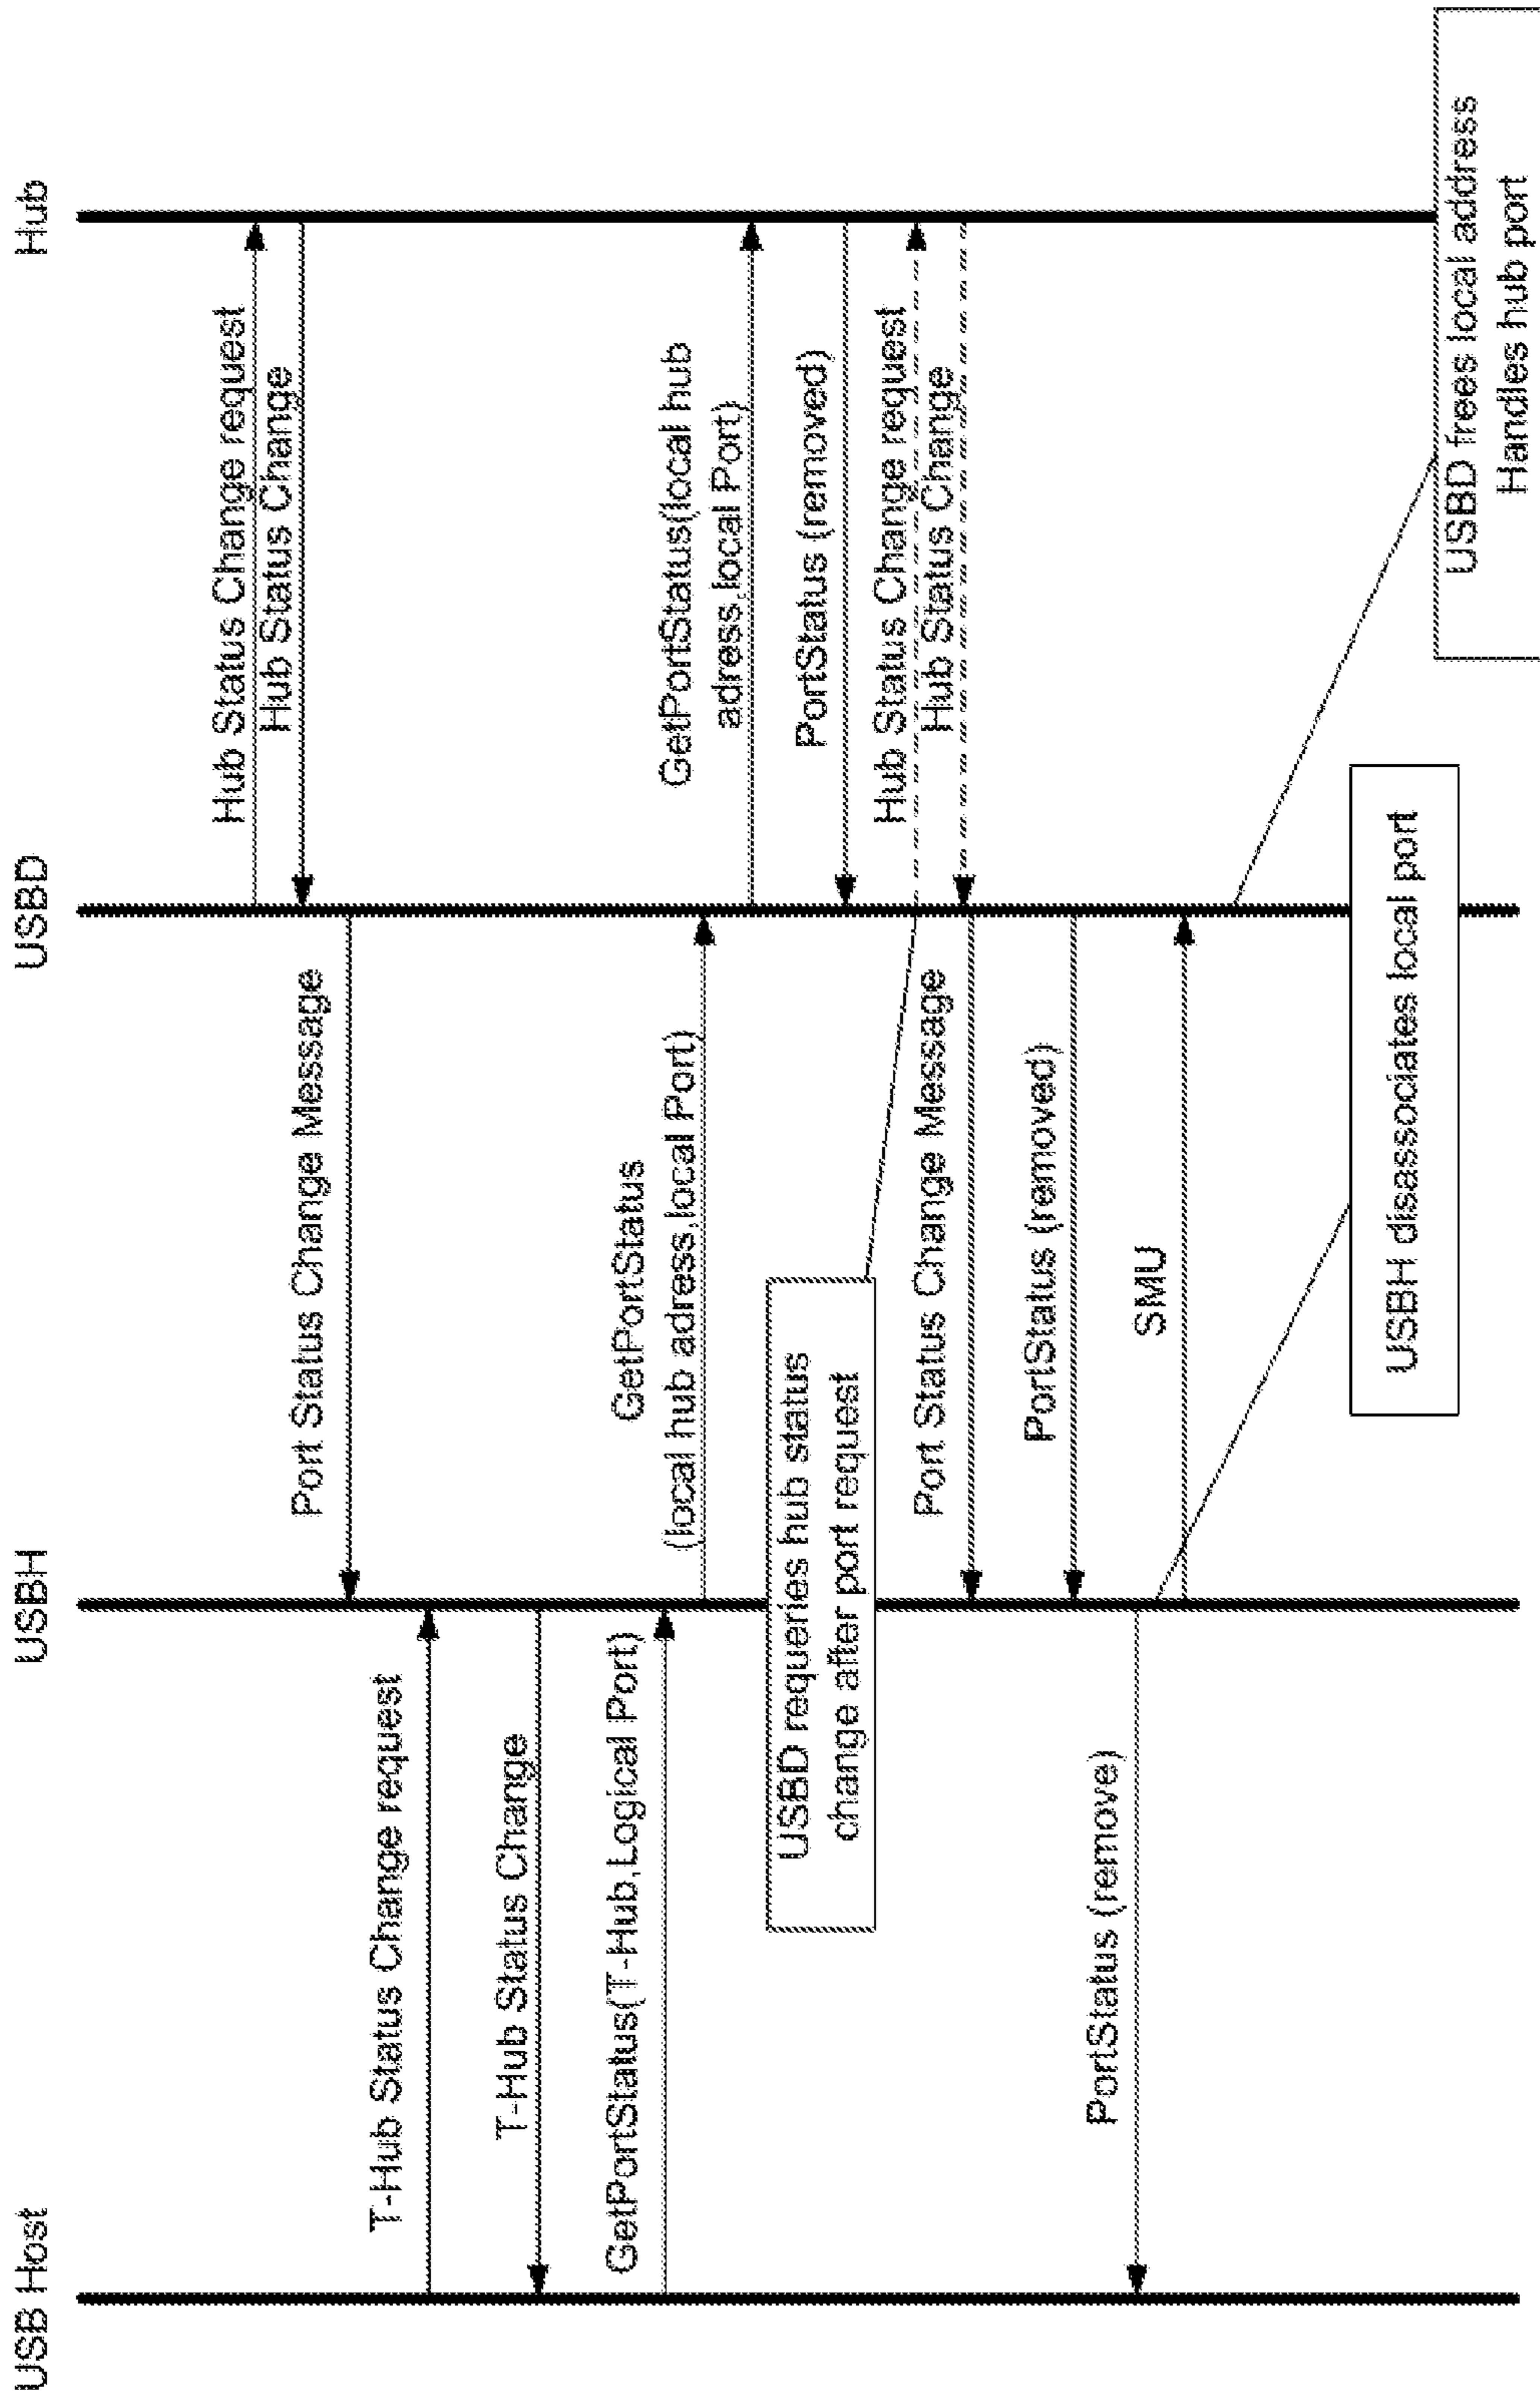 USB Host
USBH
USBD
Hub
Hub Status Change request
Hub Status Change
Port Status Change Message
T-Hub Status Change request
T-Hub Status Change
GetPortStatus(T-Hub,Logical Port)
GetPortStatus
(local hub adress,local Port)
GetPortStatus(local hub
adress,local Port)
PortStatus (removed)
USBD requeries hub status
change after port request
Hub Status Change request
Hub Status Change
Port Status Change Message
PortStatus (removed)
PortStatus (remove)
SMU
USBH disassociates local port
USBD frees local address
Handles hub port